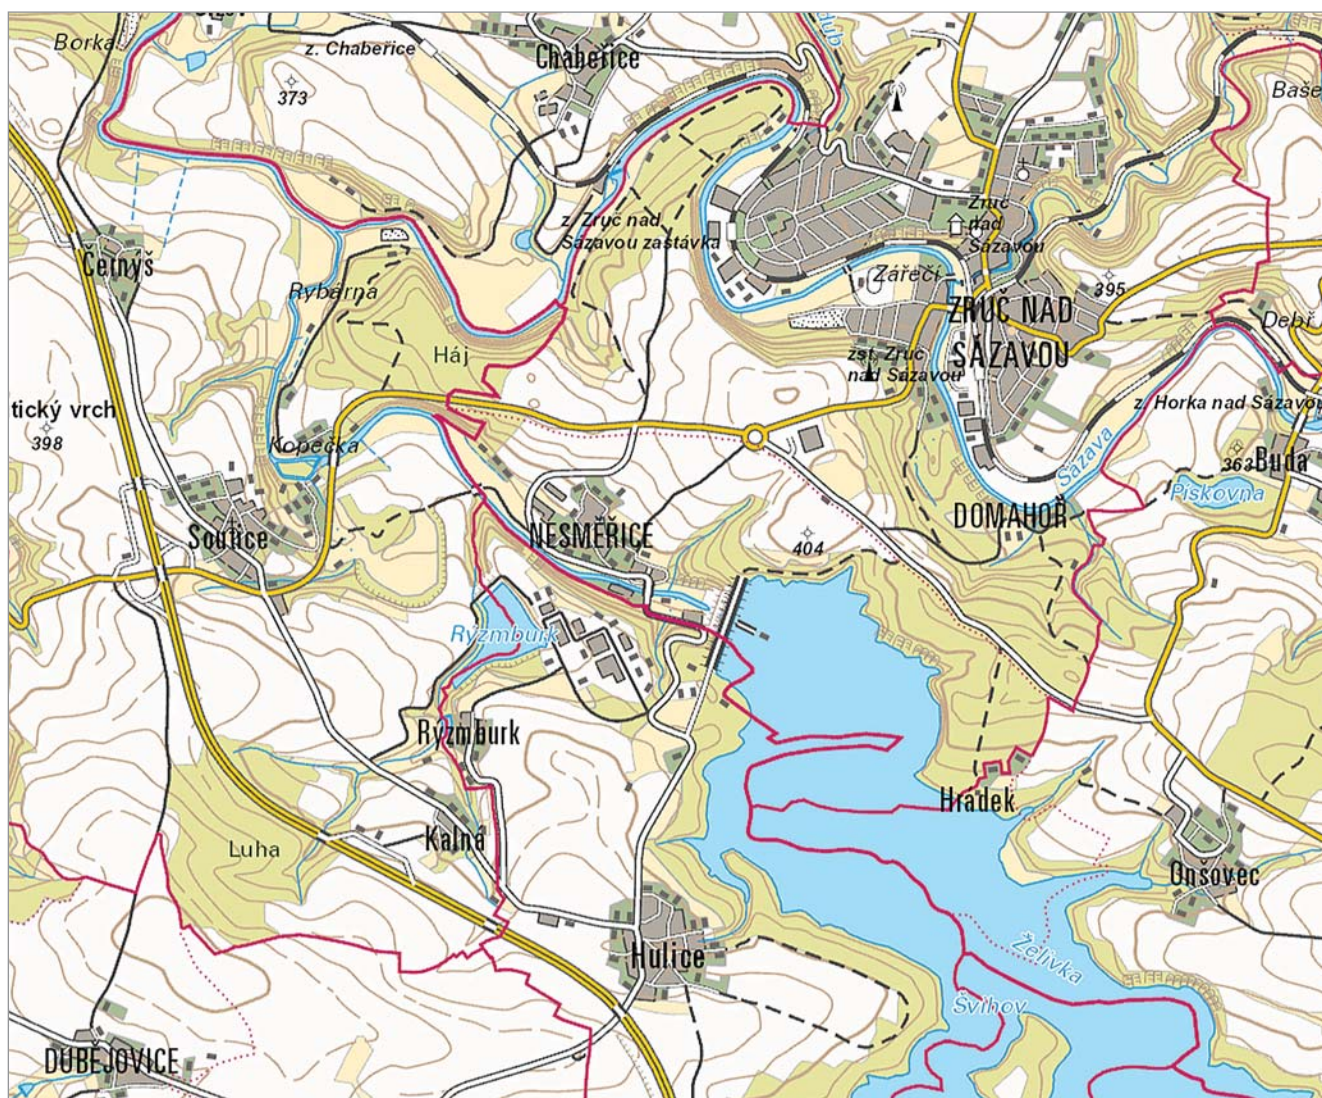 Borka
z. Chabeřice
Chabeřice
373
Baše
Zruč
nad
Sázavou
z. Zruč nad
Sázavou zastávka
Černýš
Rybárna
Zářečí
395
ZRUČ NAD
SÁZAVOU
Debř
Háj
zst. Zruč
nad Sázavou
tický vrch
398
z. Horka nad Sázavou
Kopečka
363
Buda
Sázava
Pískovna
Soutice
NESMĚŘICE
DOMAHOŘ
404
Rýzmburk
Rýzmburk
Hrádek
Kalná
Luha
Onšovec
Hulice
Želivka
Švihov
DUBĚJOVICE